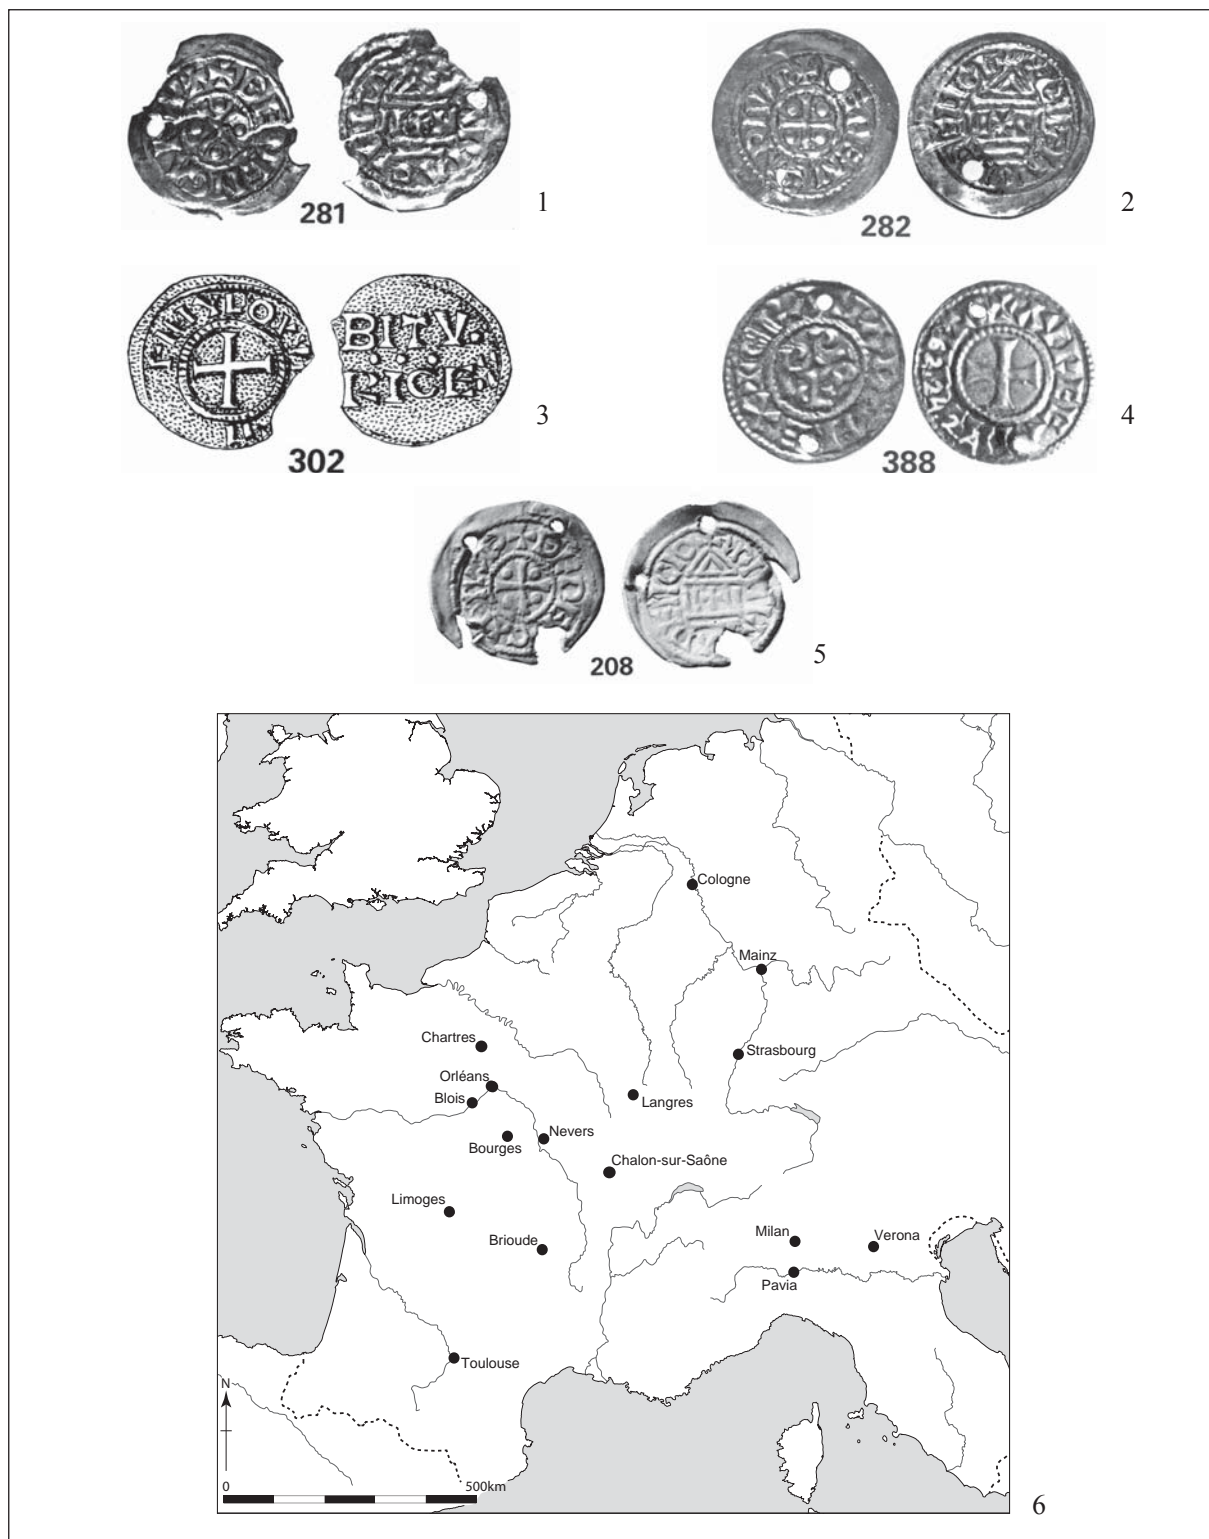 281
1
282
2
BITV.
RICE
302
3
388
4
208
5
Cologne
Mainz
Chartres
Strasbourg
Orléans
Blois
Langres
Nevers
Bourges
Chalon-sur-Saône
Limoges
Milan
Verona
Brioude
Pavia
Toulouse
N
0
500km
6